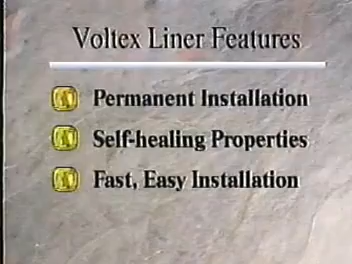 Voltex Liner Features
Permanent Installation
Self-healing Properties
Fast, Easy Installation